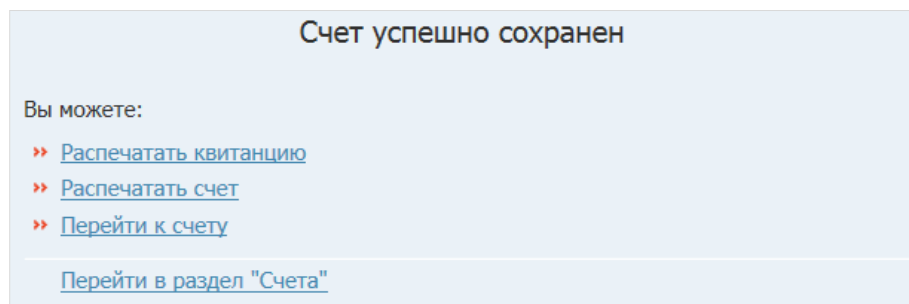 Счет успешно сохранен
Вы можете:
Распечатать квитанцию
Распечатать счет
Перейти к счету
Перейти в раздел "Счета"